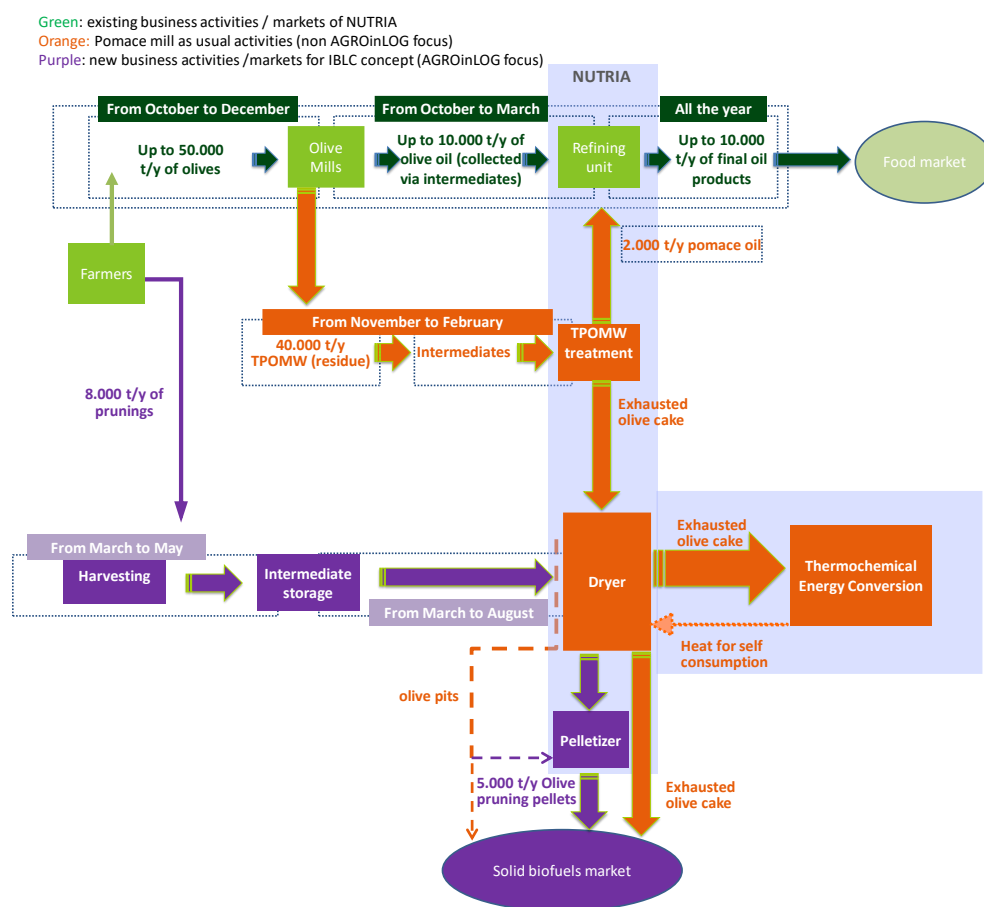 Green: existing business activities / markets of NUTRIA
Orange: Pomace mill as usual activities (non AGROinLOG focus)
Purple: new business activities /markets for IBLC concept (AGROinLOG focus)
NUTRIA
From October to December
From October to March
All the year
Up to 50.000
t/y of olives
Olive
Mills
Up to 10.000 t/y of
olive oil (collected
via intermediates)
Refining
unit
Up to 10.000
t/y of final oil
products
Food market
Farmers
2.000 t/y pomace oil
From November to February
40.000 t/y
TPOMW (residue)
Intermediates
TPOMW
treatment
8.000 t/y of
prunings
Exhausted
olive cake
From March to May
Harvesting
Intermediate
storage
From March to August
Dryer
Exhausted
olive cake
Thermochemical
Energy Conversion
Heat for self
consumption
olive pits
Pelletizer
5.000 t/y Olive
pruning pellets
Exhausted
olive cake
Solid biofuels market